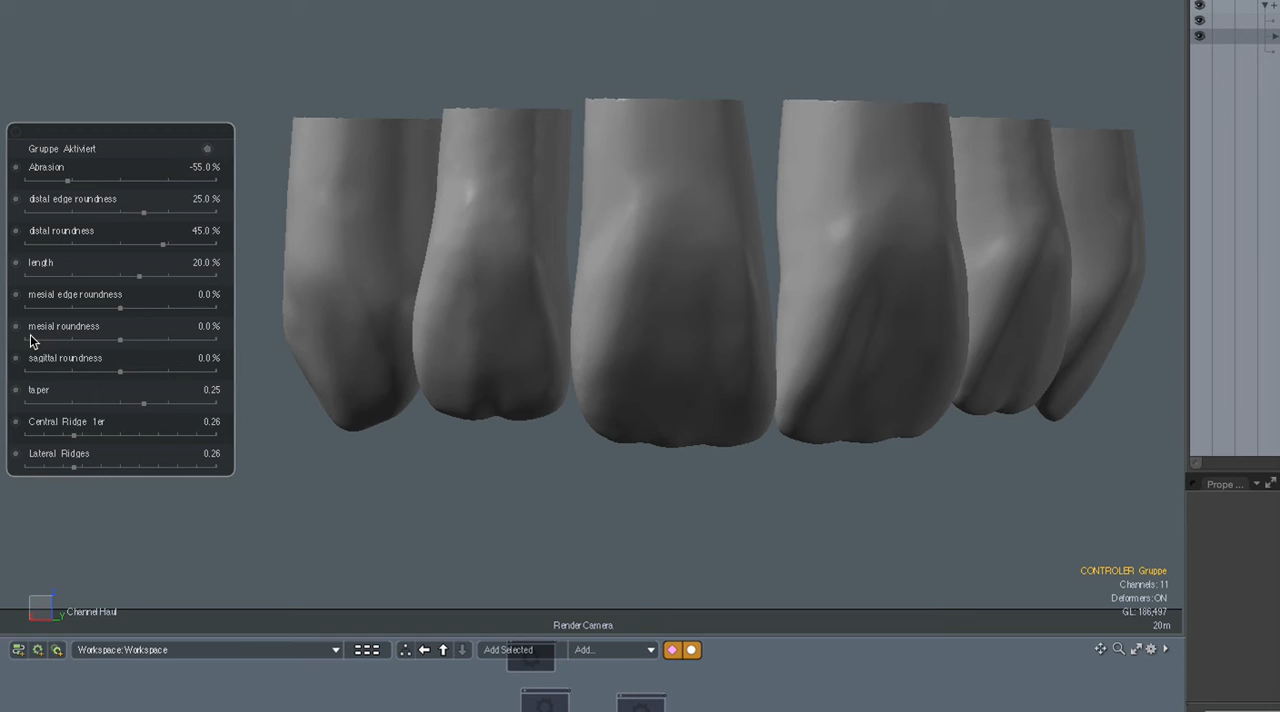 Gruppe Aktiviert
Abrasion -55.0 %
distal edge roundness 25.0 %
distal roundness 45.0 %
length 20.0 %
mesial edge roundness 0.0 %
mesial roundness 0.0 %
sagittal roundness 0.0 %
taper 0.25
Central Ridge 1er 0.26
Lateral Ridges 0.26
Prope ...
CONTROLER Gruppe
Channels: 11
Deformers: ON
GL: 186,497
20m
Y Channel Haul
RenderCamera
Workspace:Workspace
Add Selected
Add...